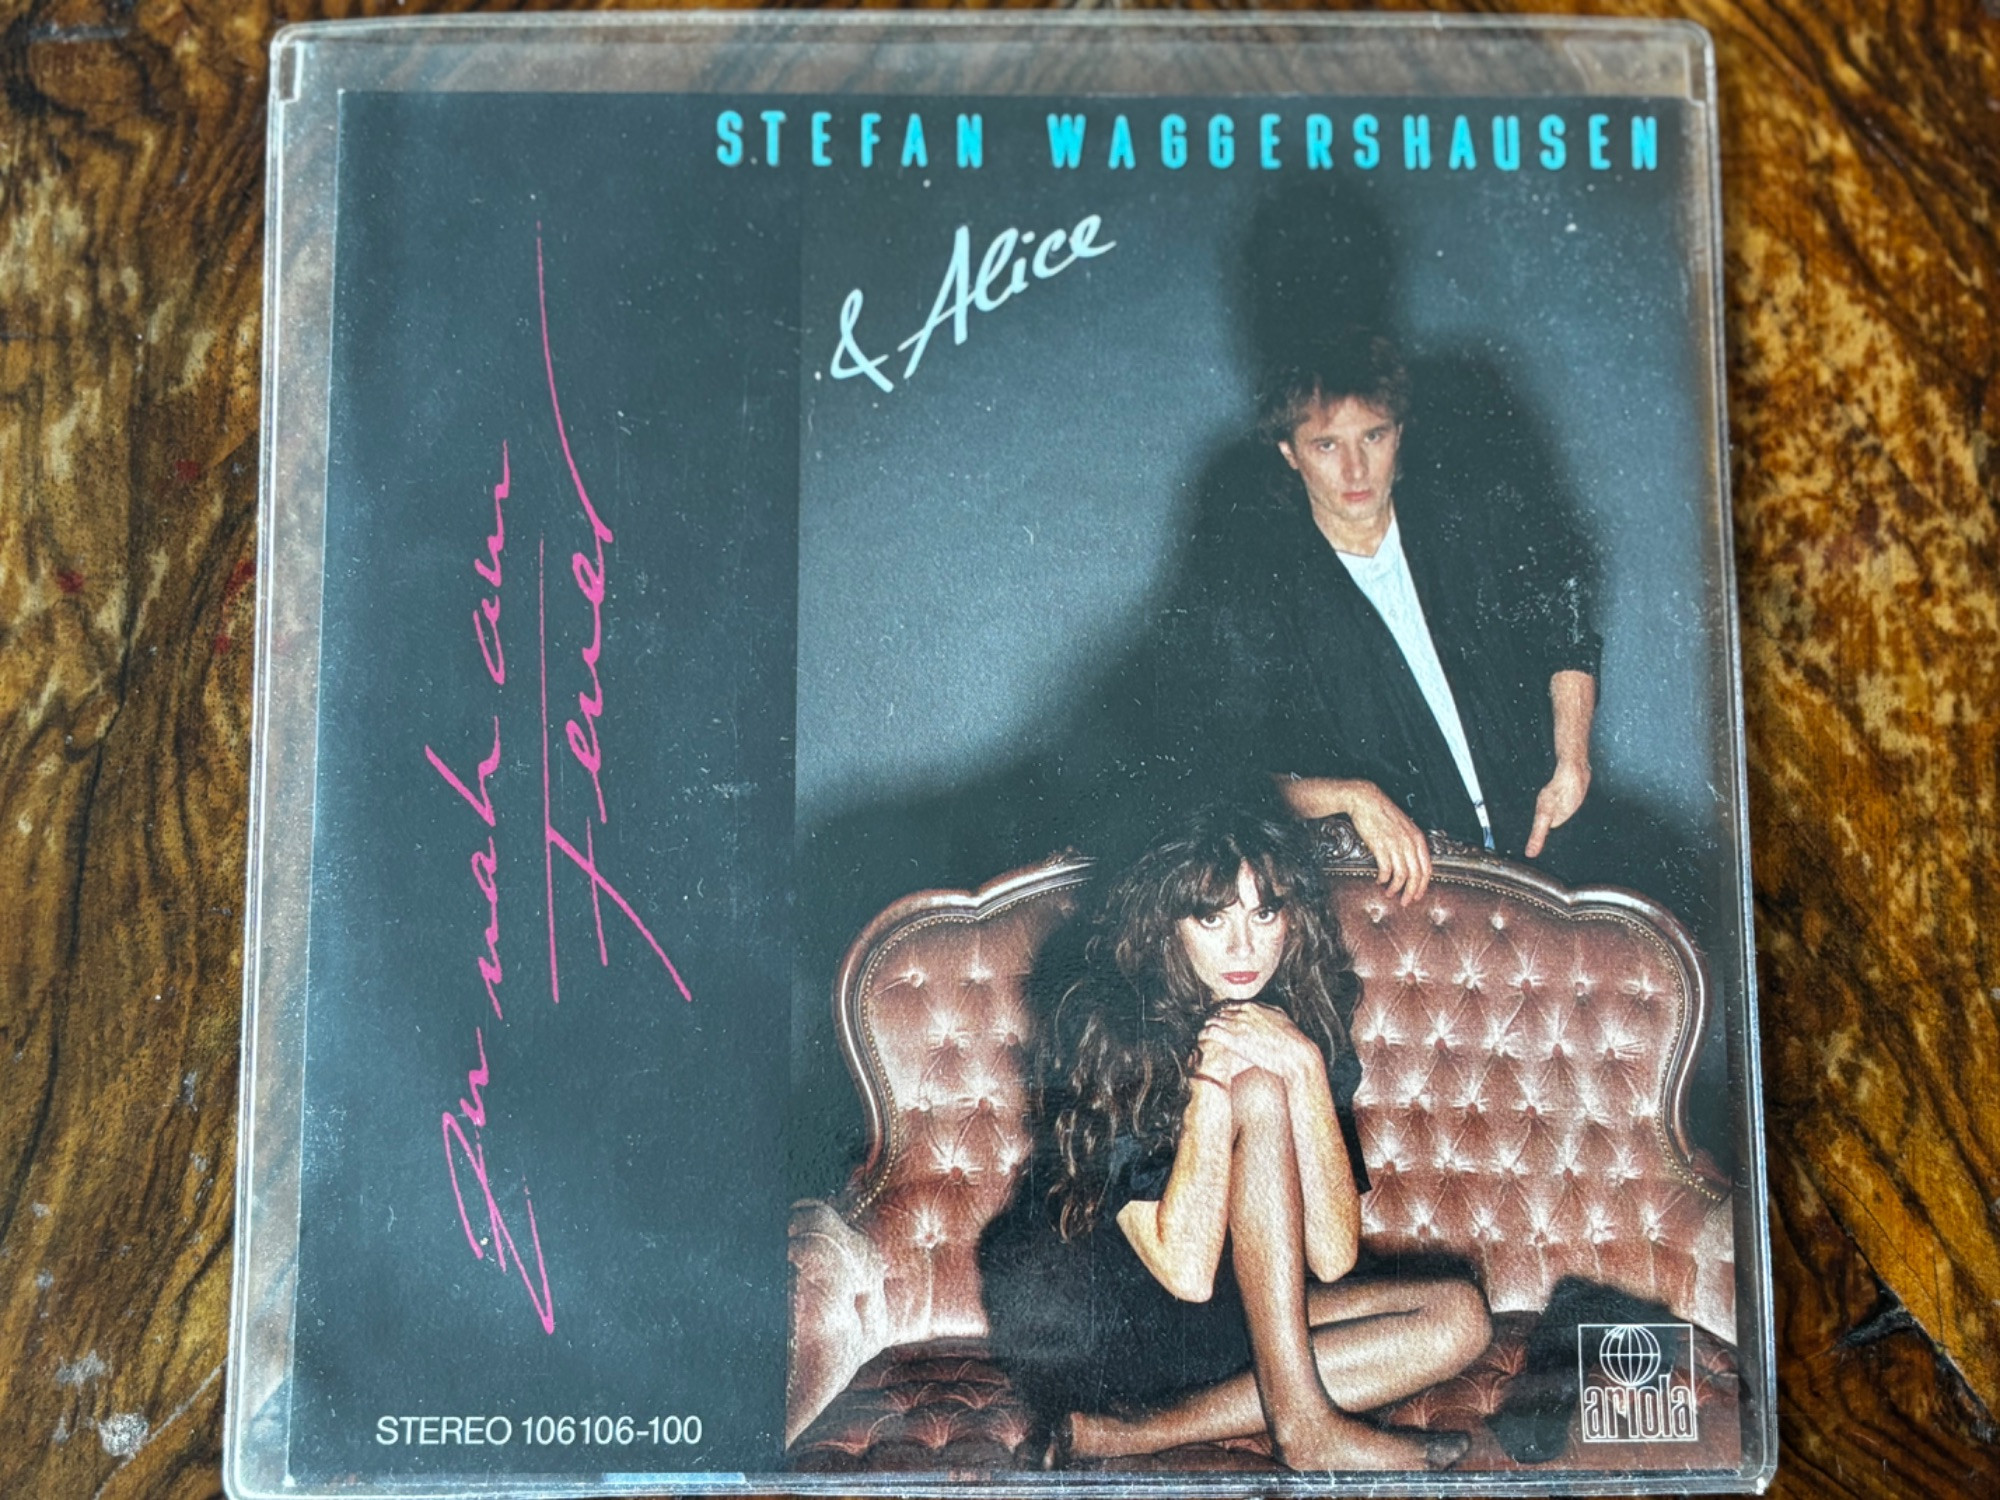 STEFAN WAGGERSHAUSEN
& Alice
Zu nah am
Feuer
STEREO 106106-100
ariola